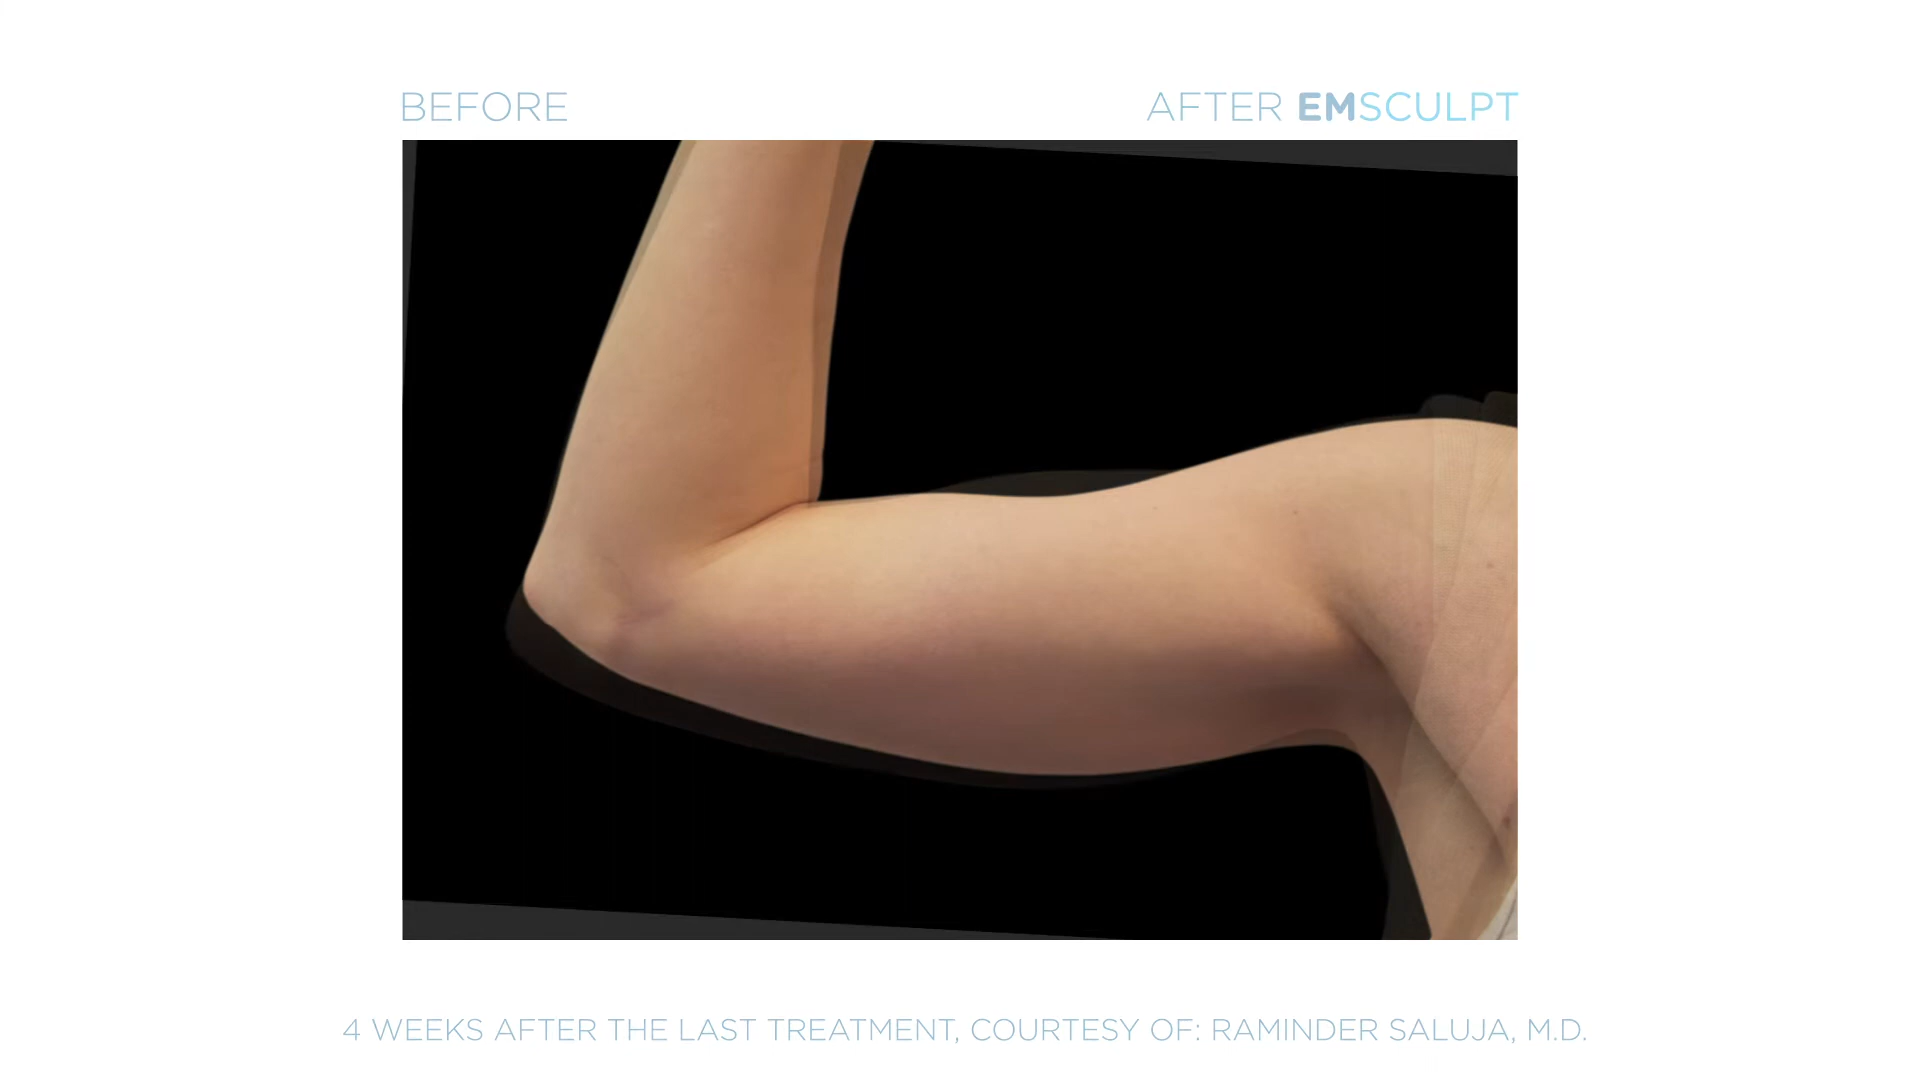 BEFORE
AFTER EMSCULPT
4 WEEKS AFTER THE LAST TREATMENT, COURTESY OF: RAMINDER SALUJA, M.D.